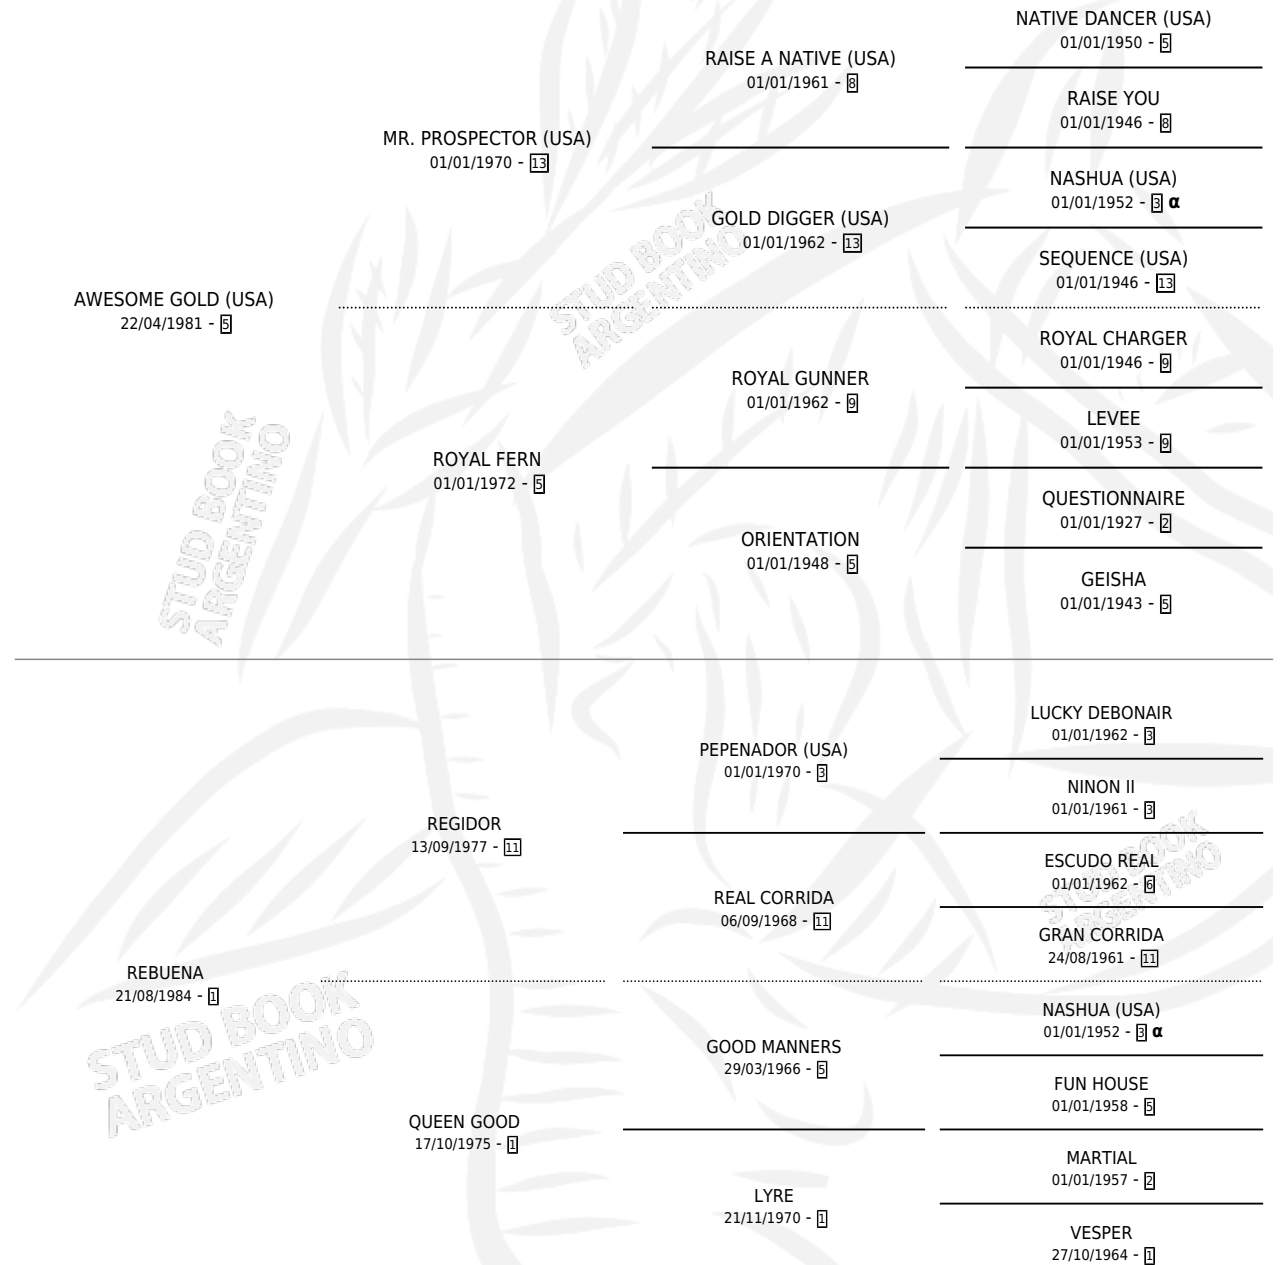 NATIVE DANCER (USA)
01/01/1950 - 5
RAISE A NATIVE (USA)
01/01/1961 - 8
RAISE YOU
01/01/1946 - 8
MR. PROSPECTOR (USA)
01/01/1970 - 13
NASHUA (USA)
01/01/1952 - 3 α
GOLD DIGGER (USA)
01/01/1962 - 13
SEQUENCE (USA)
01/01/1946 - 13
STUD BOOK
ARGENTINO
AWESOME GOLD (USA)
22/04/1981 - 5
ROYAL CHARGER
01/01/1946 - 9
ROYAL GUNNER
01/01/1962 - 9
LEVEE
01/01/1953 - 9
ROYAL FERN
01/01/1972 - 5
QUESTIONNAIRE
01/01/1927 - 2
ORIENTATION
01/01/1948 - 5
GEISHA
01/01/1943 - 5
STUD BOOK
ARGENTINO
LUCKY DEBONAIR
01/01/1962 - 3
PEPENADOR (USA)
01/01/1970 - 3
NINON II
01/01/1961 - 3
REGIDOR
13/09/1977 - 11
ESCUDO REAL
01/01/1962 - 6
REAL CORRIDA
06/09/1968 - 11
GRAN CORRIDA
24/08/1961 - 11
STUD BOOK
ARGENTINO
REBUENA
21/08/1984 - 1
NASHUA (USA)
01/01/1952 - 3 α
GOOD MANNERS
29/03/1966 - 5
FUN HOUSE
01/01/1958 - 5
QUEEN GOOD
17/10/1975 - 1
MARTIAL
01/01/1957 - 2
LYRE
21/11/1970 - 1
VESPER
27/10/1964 - 1
STUD BOOK
ARGENTINO